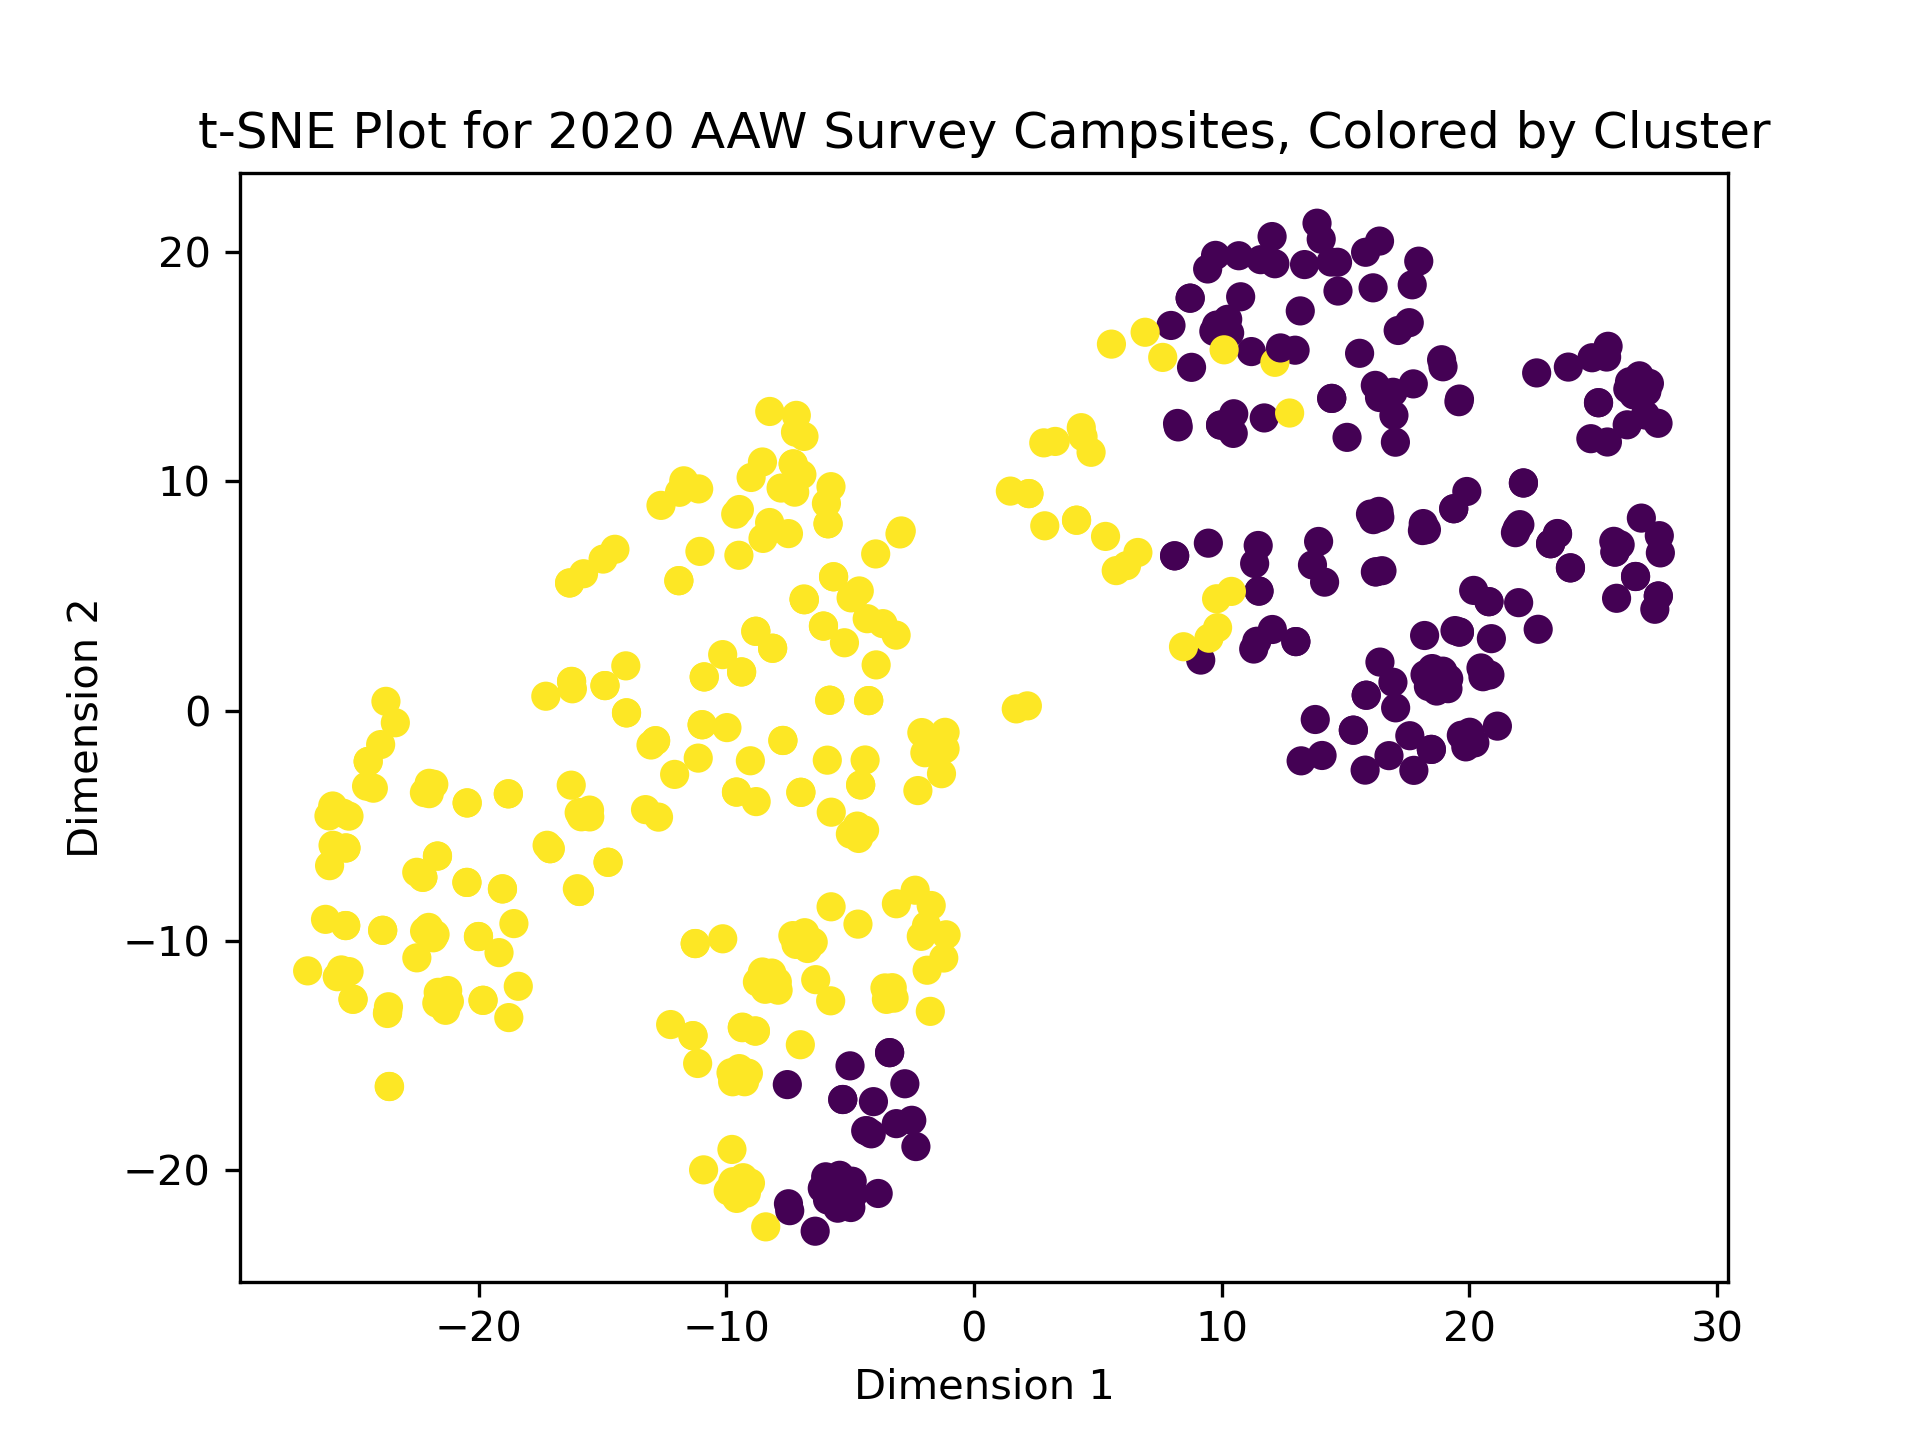 t-SNE Plot for 2020 AAW Survey Campsites, Colored by Cluster
20
10
0
−10
−20
Dimension 2
−20 −10 0 10 20 30
Dimension 1